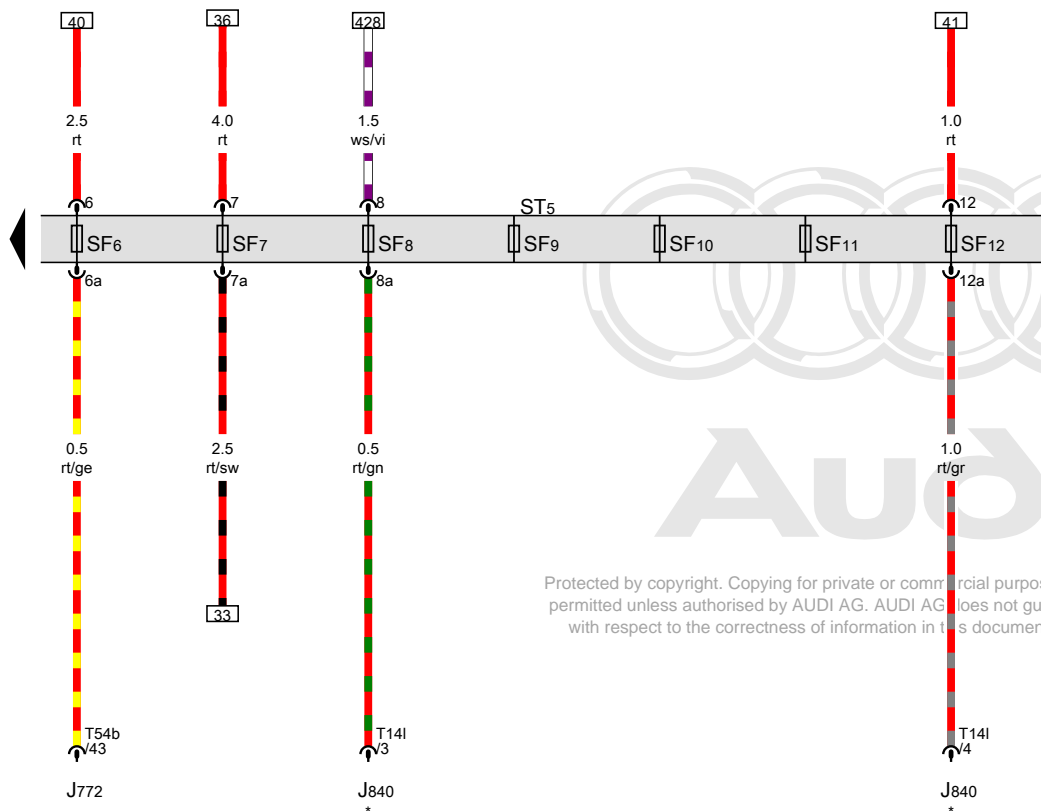 40 36 428 41
2.5 4.0 1.5 1.0
rt rt ws/vi rt
6 7 8 12
ST5
SF6 SF7 SF8 SF9 SF10 SF11 SF12
6a 7a 8a 12a
0.5 2.5 0.5 1.0
rt/ge rt/sw rt/gn rt/gr
Aud
Protected by copyright. Copying for private or commercial purpos
permitted unless authorised by AUDI AG. AUDI AG does not gu
with respect to the correctness of information in this documen
33
T54b T14l T14l
/43 /3 /4
J772 J840 J840
* *